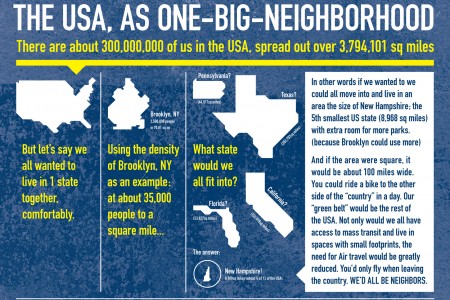 THE USA, AS ONE-BIG-NEIGHBORHOOD
There are about 300,000,000 of us in the USA, spread out over 3,794,101 sq miles
But let's say we
all wanted to
live in 1 state
together,
comfortably.
Brooklyn, NY
Using the density
of Brooklyn, NY
as an example:
at about 35,000
people to a
square mile...
Pennsylvania?
Texas?
What state
would we
all fit into?
Florida?
California?
The answer:
New Hampshire!
In other words if we wanted to we
could all move into and live in an
area the size of New Hampshire; the
5th smallest US state (8,968 sq miles)
with extra room for more parks.
(because Brooklyn could use more)
And if the area were square, it
would be about 100 miles wide.
You could ride a bike to the other
side of the "country" in a day. Our
"green belt" would be the rest of
the USA. Not only would we all have
access to mass transit and live in
spaces with small footprints, the
need for Air travel would be greatly
reduced. You'd only fly when leaving
the country. WE'D ALL BE NEIGHBORS.